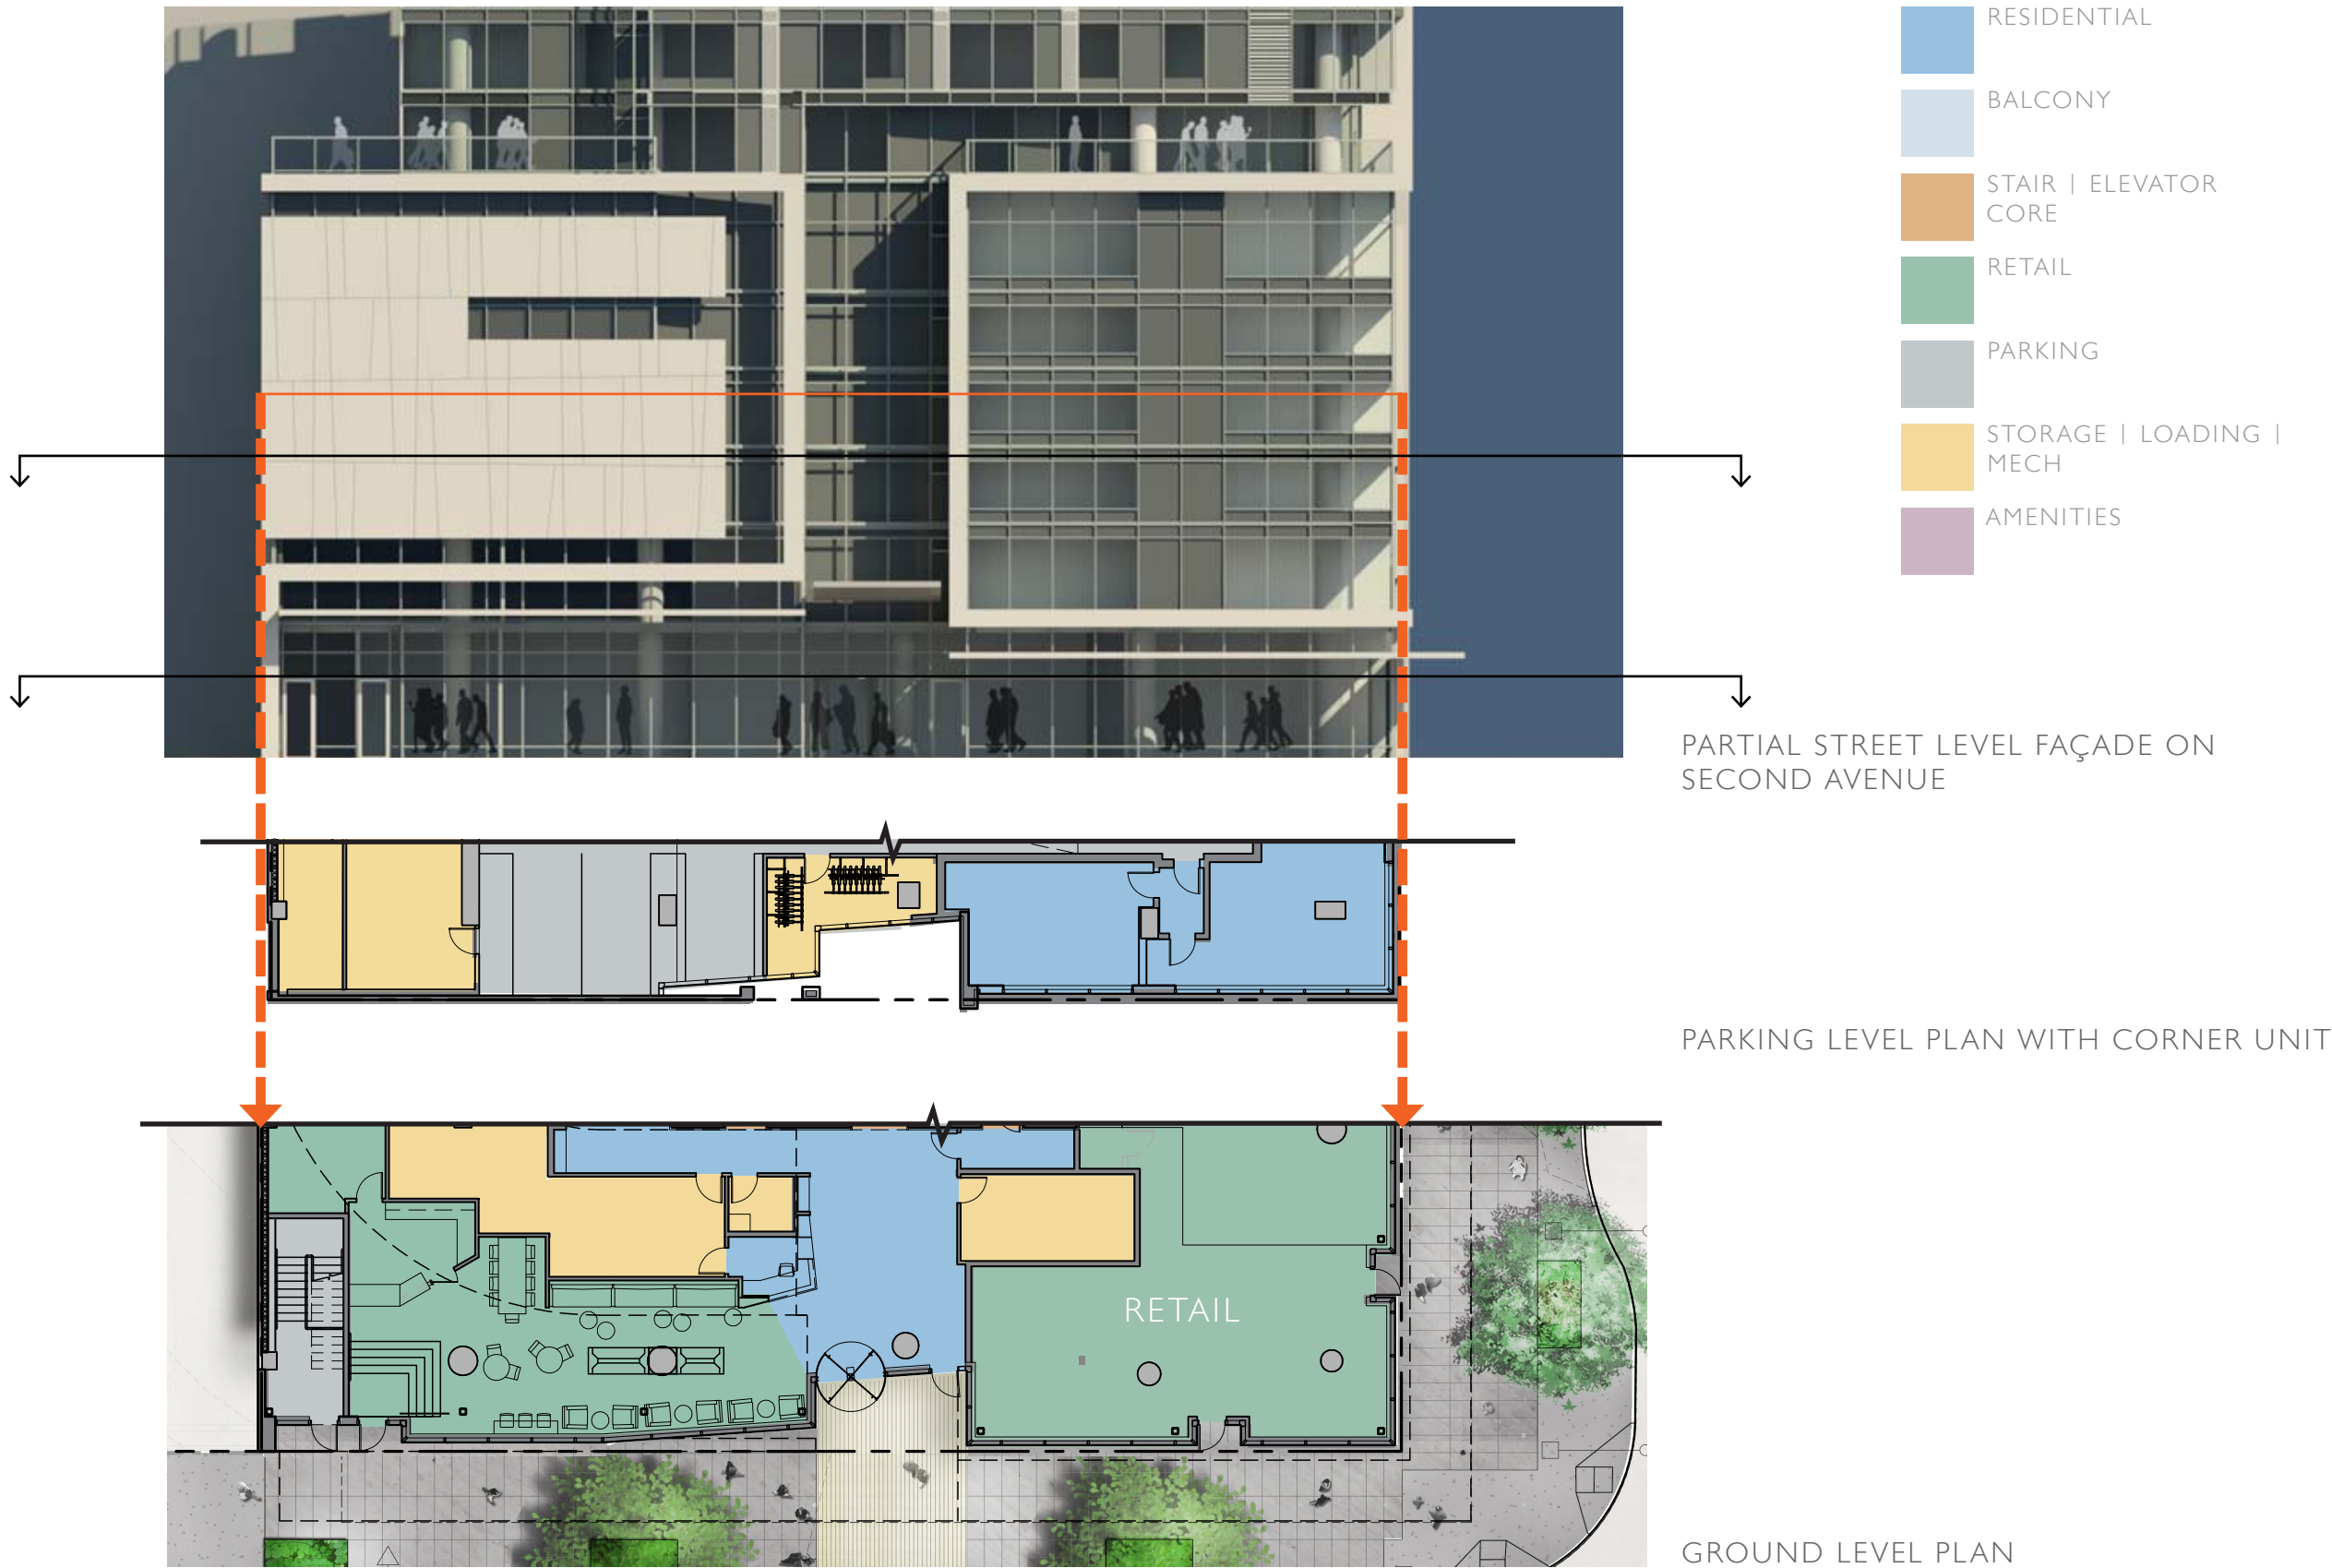 RESIDENTIAL
BALCONY
STAIR | ELEVATOR
CORE
RETAIL
PARKING
STORAGE | LOADING |
MECH
AMENITIES
PARTIAL STREET LEVEL FAÇADE ON
SECOND AVENUE
PARKING LEVEL PLAN WITH CORNER UNIT
RETAIL
GROUND LEVEL PLAN